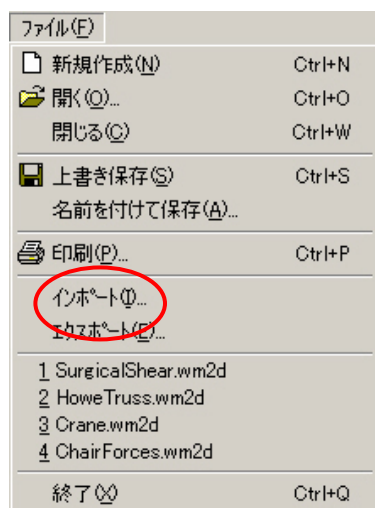 ファイル(F)
新規作成(N) Ctrl+N
開く(O)... Ctrl+O
閉じる(C) Ctrl+W
上書き保存(S) Ctrl+S
名前を付けて保存(A)...
印刷(P)... Ctrl+P
インポート(I)...
エクスポート(E)...
1 SurgicalShear.wm2d
2 HoweTruss.wm2d
3 Crane.wm2d
4 ChairForces.wm2d
終了(X) Ctrl+Q